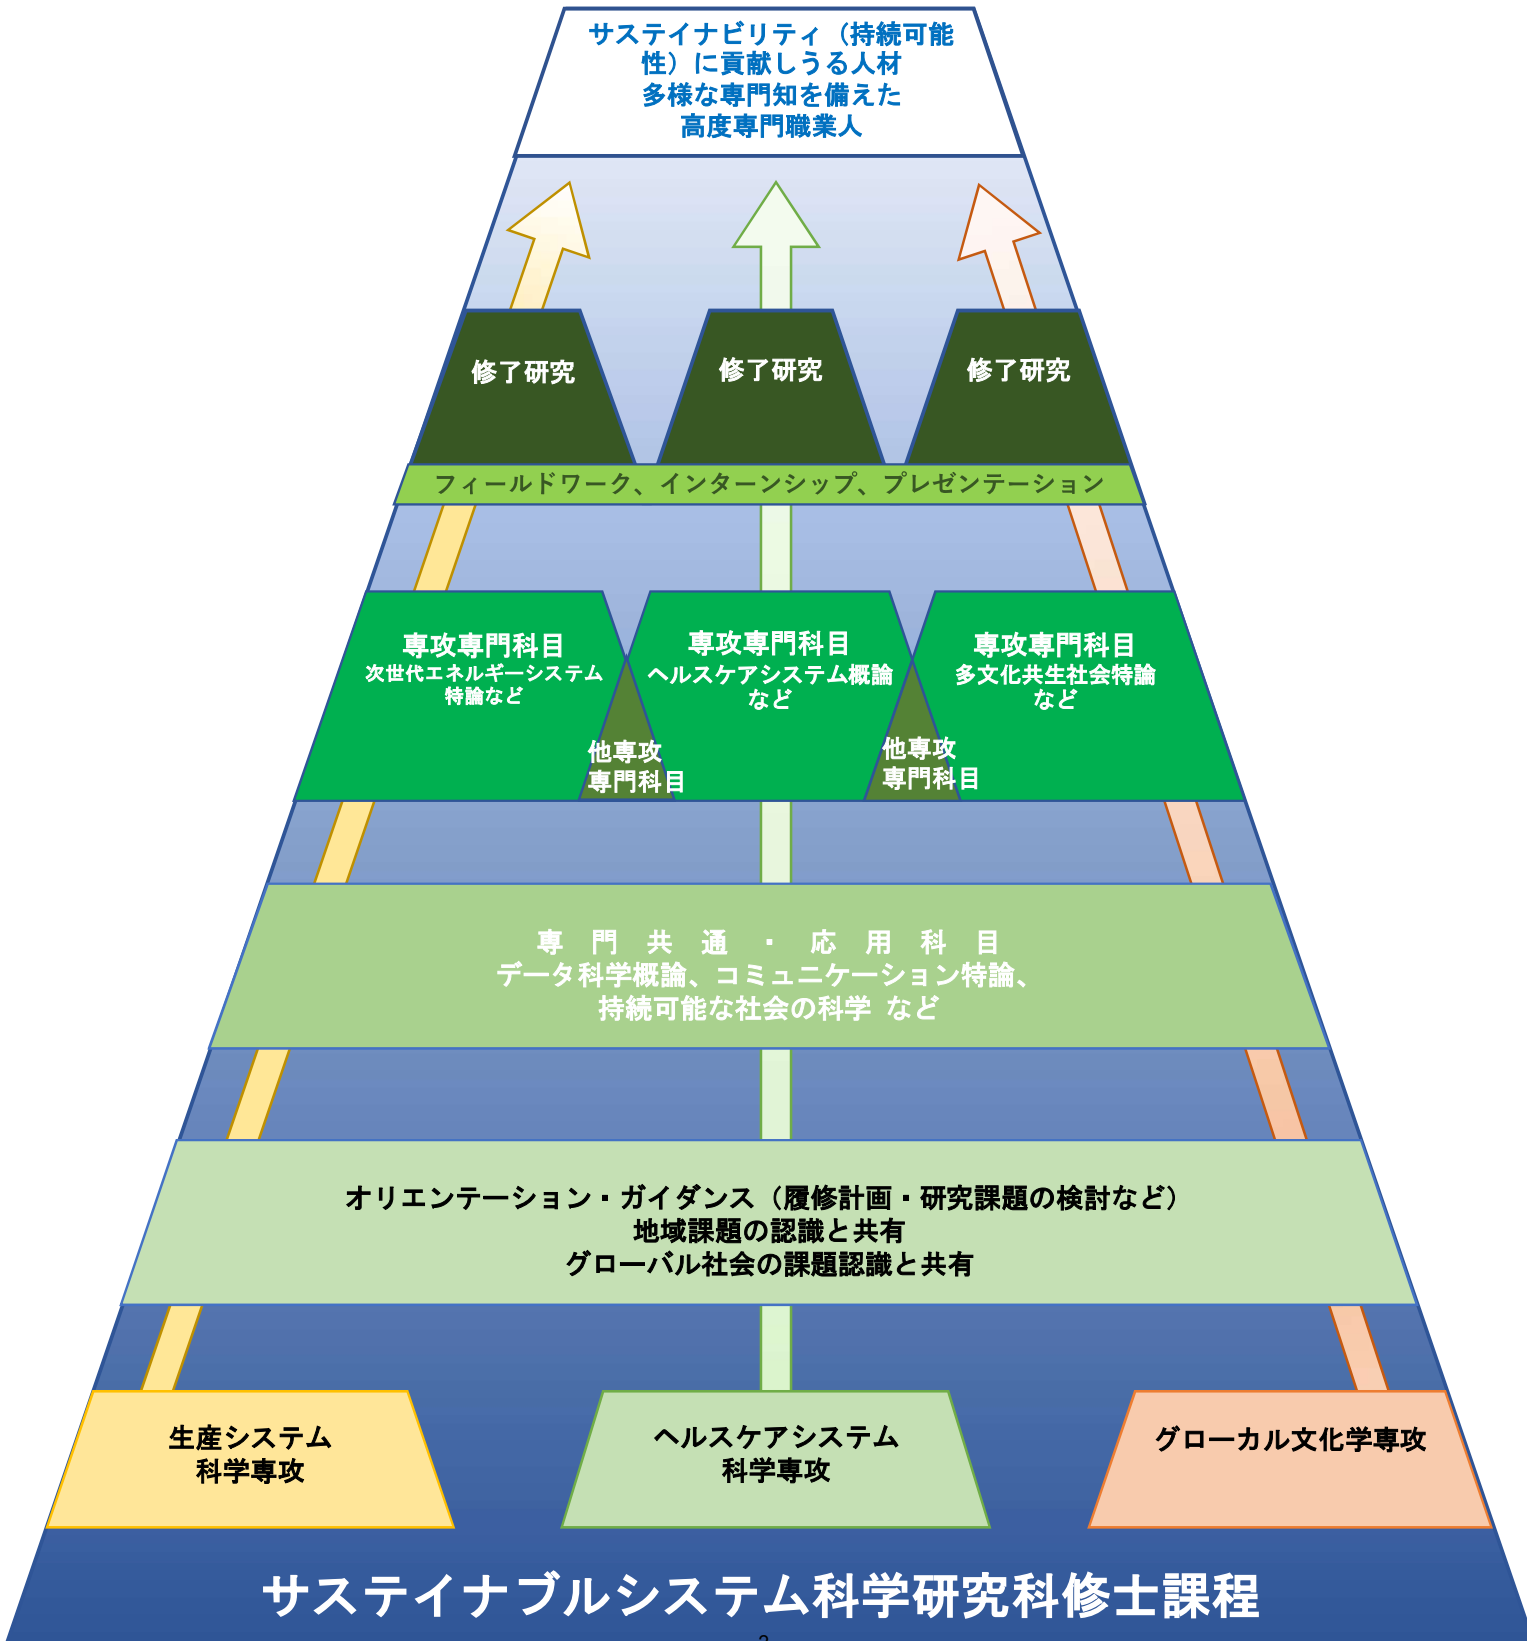 サステイナビリティ（持続可能
性）に貢献しうる人材
多様な専門知を備えた
高度専門職業人
修了研究
修了研究
修了研究
フィールドワーク、インターンシップ、プレゼンテーション
専攻専門科目
次世代エネルギーシステム
特論など
専攻専門科目
ヘルスケアシステム概論
など
専攻専門科目
多文化共生社会特論
など
他専攻
専門科目
他専攻
専門科目
専　門　共　通　・　応　用　科　目
データ科学概論、コミュニケーション特論、
持続可能な社会の科学 など
オリエンテーション・ガイダンス（履修計画・研究課題の検討など）
地域課題の認識と共有
グローバル社会の課題認識と共有
生産システム
科学専攻
ヘルスケアシステム
科学専攻
グローカル文化学専攻
サステイナブルシステム科学研究科修士課程